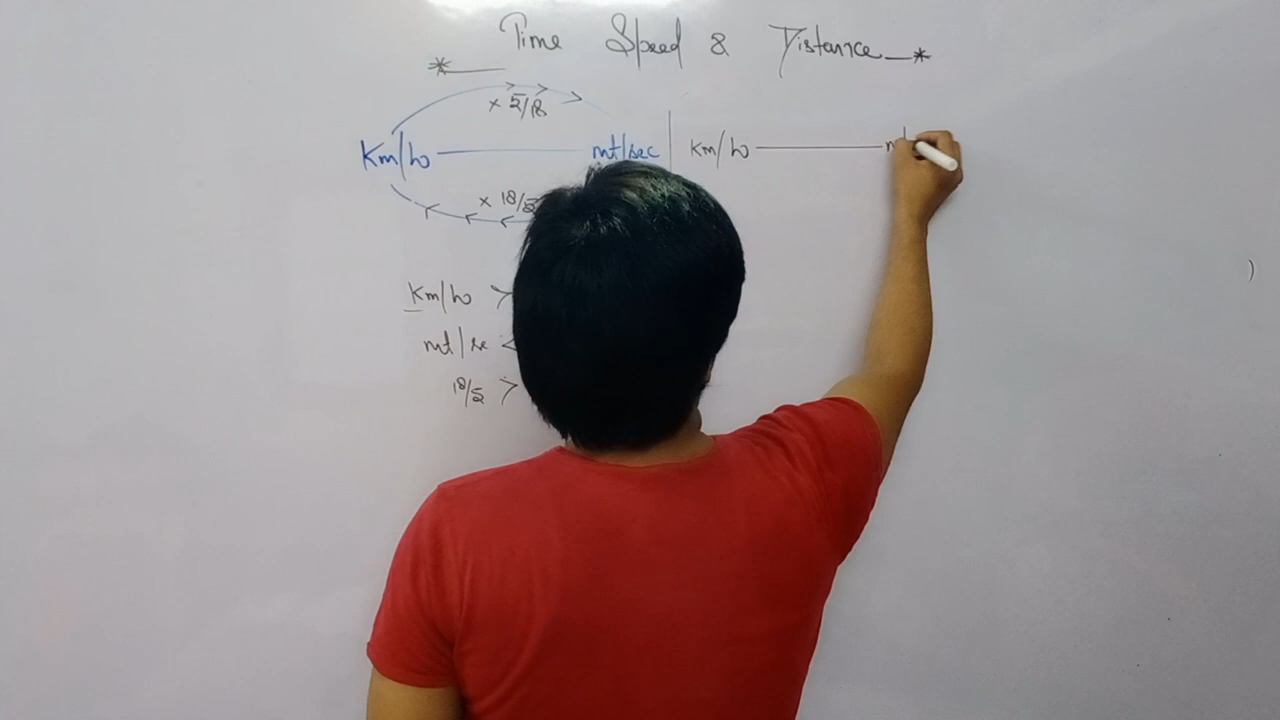 * Time Speed & Distance *
× 5/18
Km/h mt/sec
× 18/5
Km/h
Km/h >
mt/se <
18/5 >